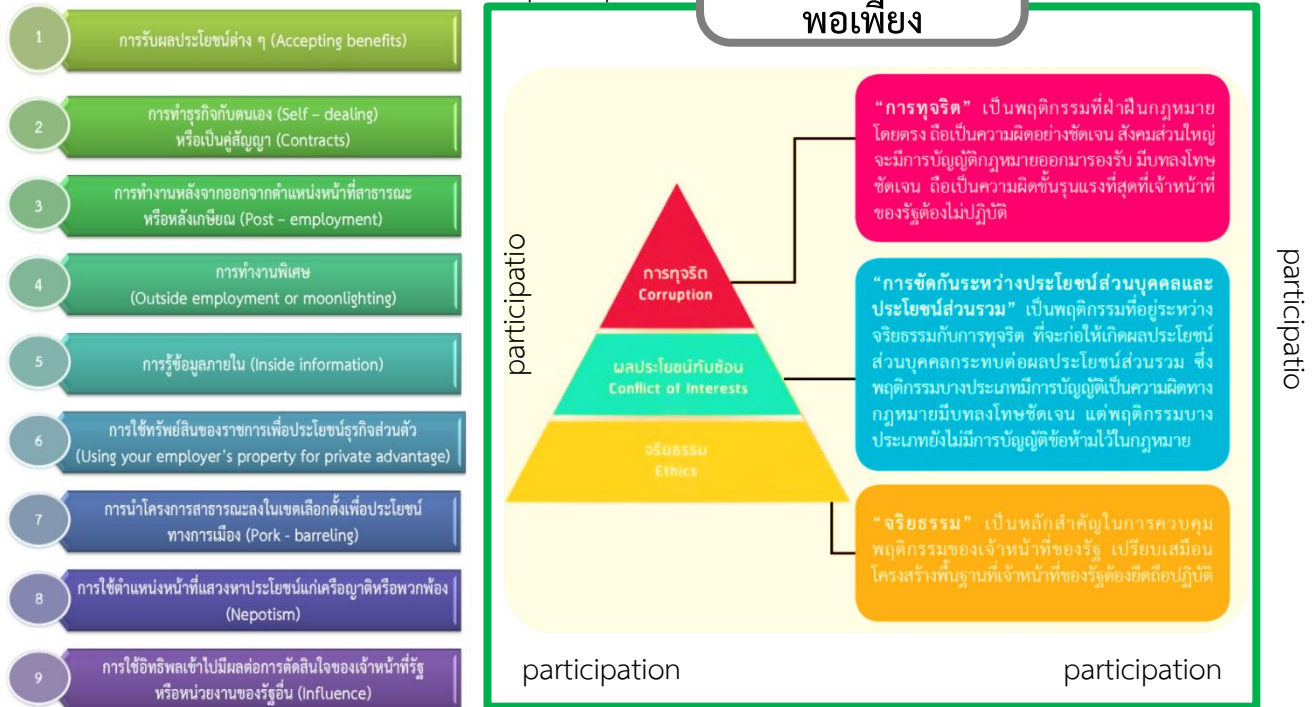 1
การรับผลประโยชน์ต่าง ๆ (Accepting benefits)
2
การทำธุรกิจกับตนเอง (Self – dealing)
หรือเป็นคู่สัญญา (Contracts)
3
การทำงานหลังจากออกจากตำแหน่งหน้าที่สาธารณะ
หรือหลังเกษียณ (Post – employment)
4
การทำงานพิเศษ
(Outside employment or moonlighting)
5
การรู้ข้อมูลภายใน (Inside information)
6
การใช้ทรัพย์สินของราชการเพื่อประโยชน์ธุรกิจส่วนตัว
(Using your employer's property for private advantage)
7
การนำโครงการสาธารณะลงในเขตเลือกตั้งเพื่อประโยชน์
ทางการเมือง (Pork - barreling)
8
การใช้ตำแหน่งหน้าที่แสวงหาประโยชน์แก่เครือญาติหรือพวกพ้อง
(Nepotism)
9
การใช้อิทธิพลเข้าไปมีผลต่อการตัดสินใจของเจ้าหน้าที่รัฐ
หรือหน่วยงานของรัฐอื่น (Influence)
พอเพียง
participatio
การทุจริต
Corruption
ผลประโยชน์ทับซ้อน
Conflict of Interests
จริยธรรม
Ethics
"การทุจริต" เป็นพฤติกรรมที่ฝ่าฝืนกฎหมาย
โดยตรง ถือเป็นความผิดอย่างชัดเจน สังคมส่วนใหญ่
จะมีการบัญญัติกฎหมายออกมารองรับ มีบทลงโทษ
ชัดเจน ถือเป็นความผิดขั้นรุนแรงที่สุดที่เจ้าหน้าที่
ของรัฐต้องไม่ปฏิบัติ
"การขัดกันระหว่างประโยชน์ส่วนบุคคลและ
ประโยชน์ส่วนรวม" เป็นพฤติกรรมที่อยู่ระหว่าง
จริยธรรมกับการทุจริต ที่จะก่อให้เกิดผลประโยชน์
ส่วนบุคคลกระทบต่อผลประโยชน์ส่วนรวม ซึ่ง
พฤติกรรมบางประเภทมีการบัญญัติเป็นความผิดทาง
กฎหมายมีบทลงโทษชัดเจน แต่พฤติกรรมบาง
ประเภทยังไม่มีการบัญญัติข้อห้ามไว้ในกฎหมาย
"จริยธรรม" เป็นหลักสำคัญในการควบคุม
พฤติกรรมของเจ้าหน้าที่ของรัฐ เปรียบเสมือน
โครงสร้างพื้นฐานที่เจ้าหน้าที่ของรัฐต้องยึดถือปฏิบัติ
participatio
participation
participation